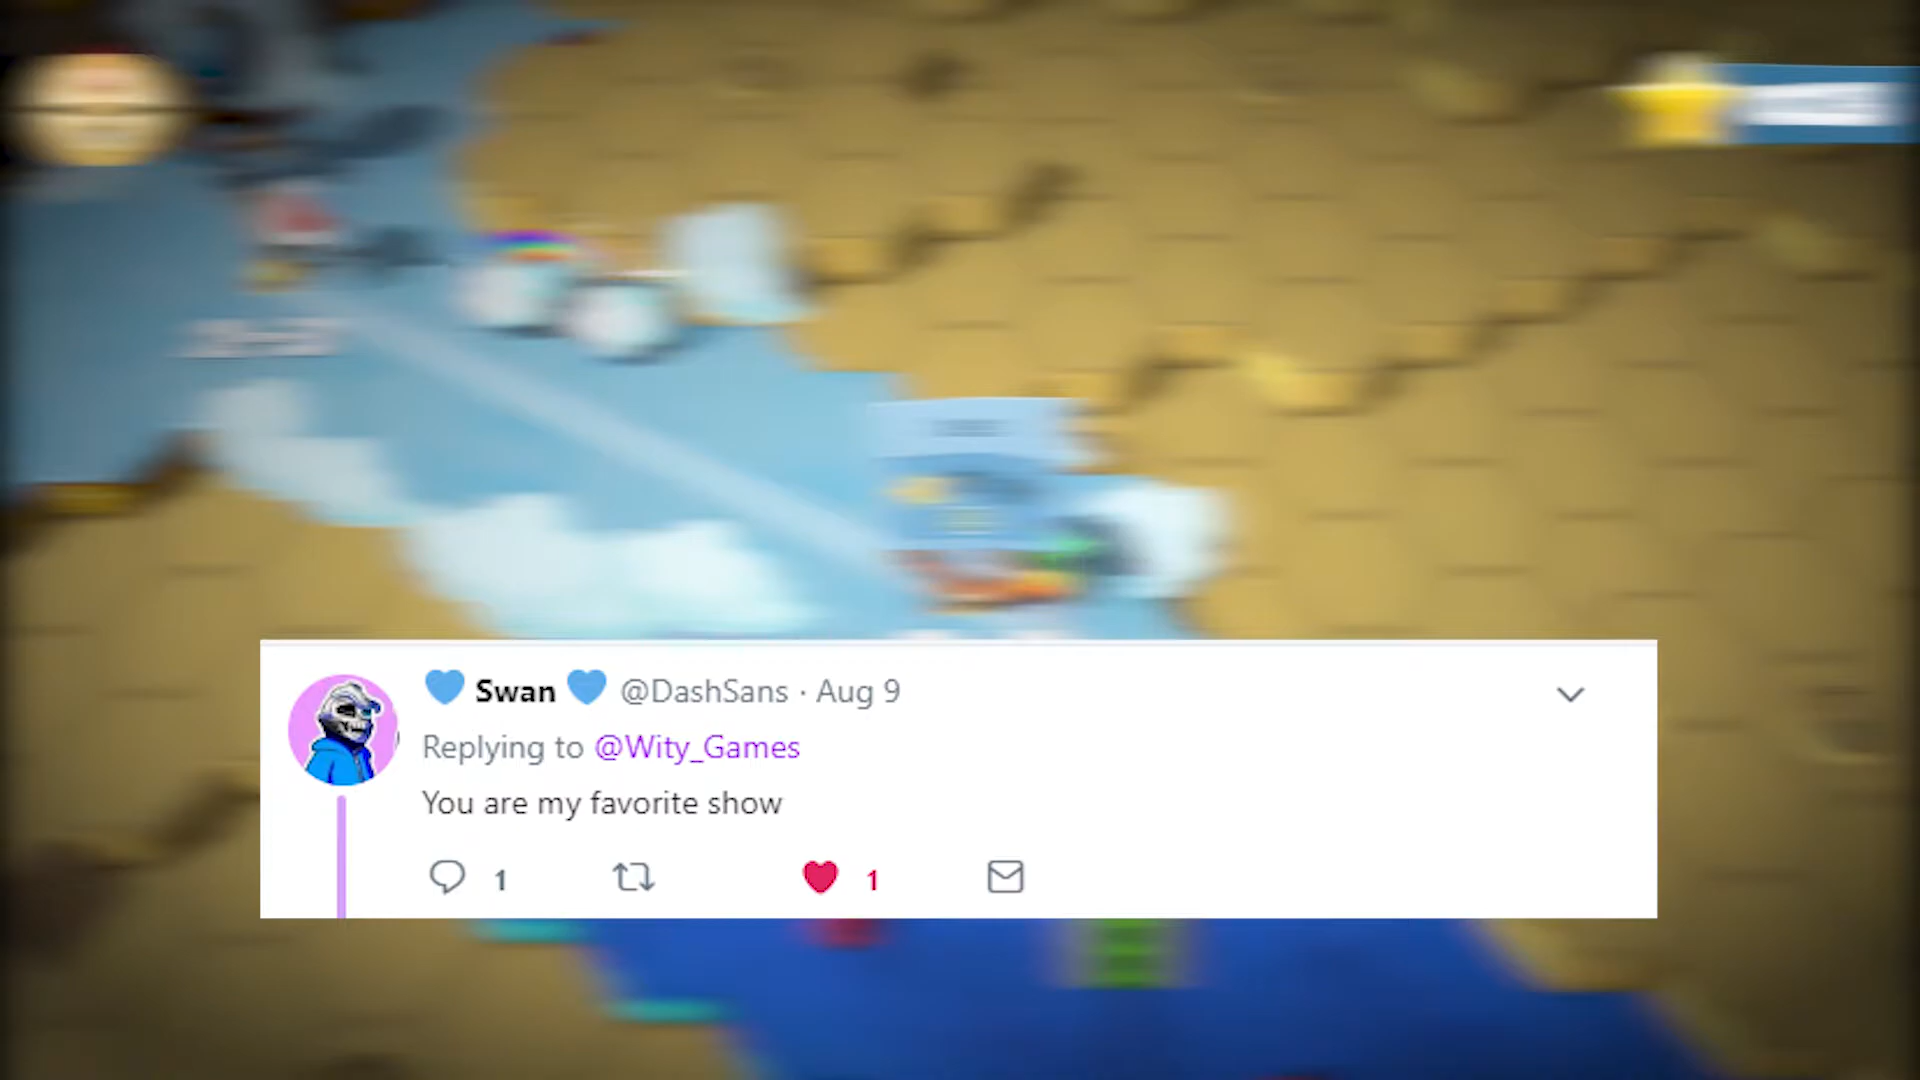 💙 Swan 💙 @DashSans · Aug 9
Replying to @Wity_Games
You are my favorite show
1 1